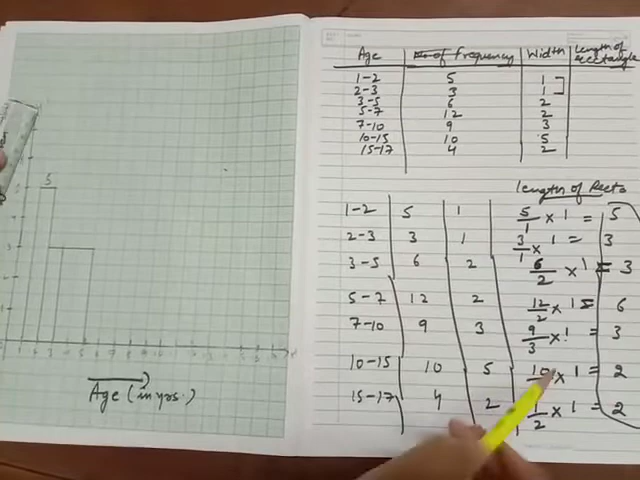 5
Age (in yrs.)
Age Frequency Width Length of rectangle
1-2 5 1
2-3 3 1
3-5 6 2
5-7 12 2
7-10 9 3
10-15 10 5
15-17 4 2
length of Recto
1-2 5 1 5/1 x 1 = 5
2-3 3 1 3/1 x 1 = 3
3-5 6 2 6/2 x 1 = 3
5-7 12 2 12/2 x 1 = 6
7-10 9 3 9/3 x 1 = 3
10-15 10 5 10 x 1 = 2
15-17 4 2 2 x 1 = 2